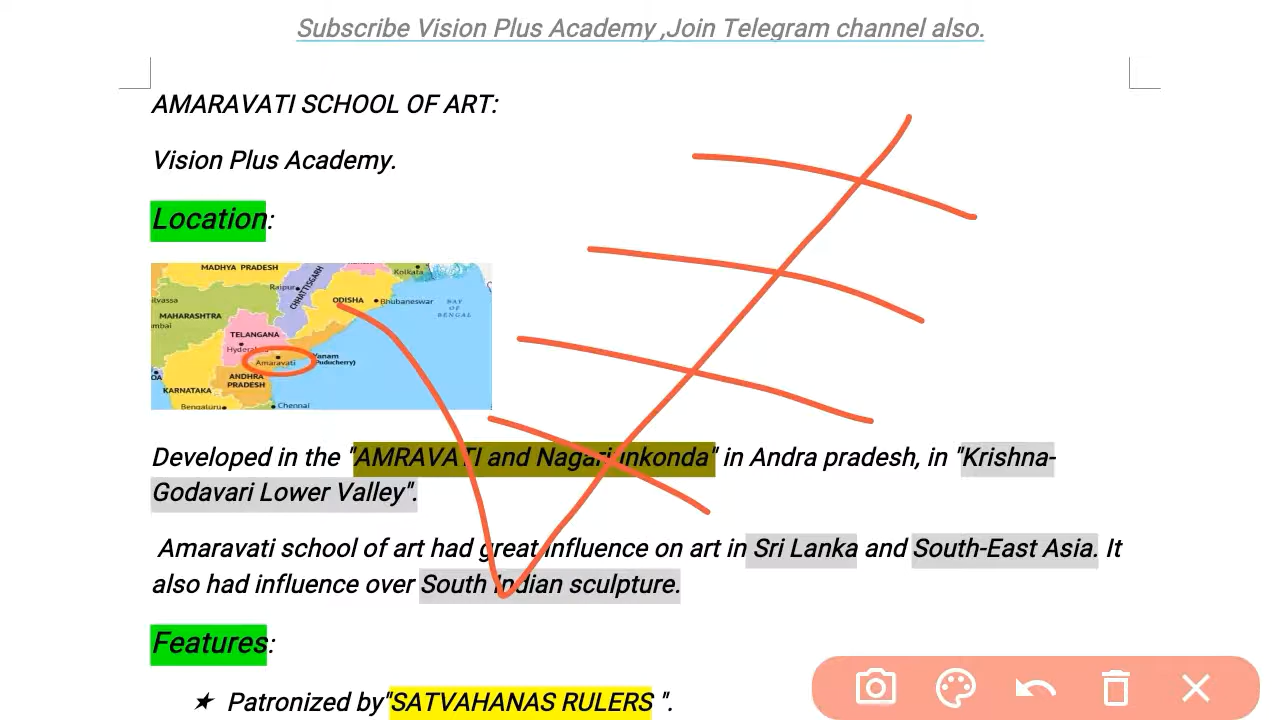 Subscribe Vision Plus Academy ,Join Telegram channel also.
AMARAVATI SCHOOL OF ART:
Vision Plus Academy.
Location:
MADHYA PRADESH
Kolkata
Raipur
CHHATTISGARH
ODISHA
Bhubaneswar
BAY
OF
BENGAL
MAHARASHTRA
TELANGANA
Amaravati
Yanam
(Puducherry)
ANDHRA
PRADESH
KARNATAKA
Bengaluru
Chennai
Developed in the "AMRAVATI and Nagarjunkonda" in Andra pradesh, in "Krishna-
Godavari Lower Valley".
Amaravati school of art had great influence on art in Sri Lanka and South-East Asia. It
also had influence over South Indian sculpture.
Features:
★ Patronized by"SATVAHANAS RULERS ".